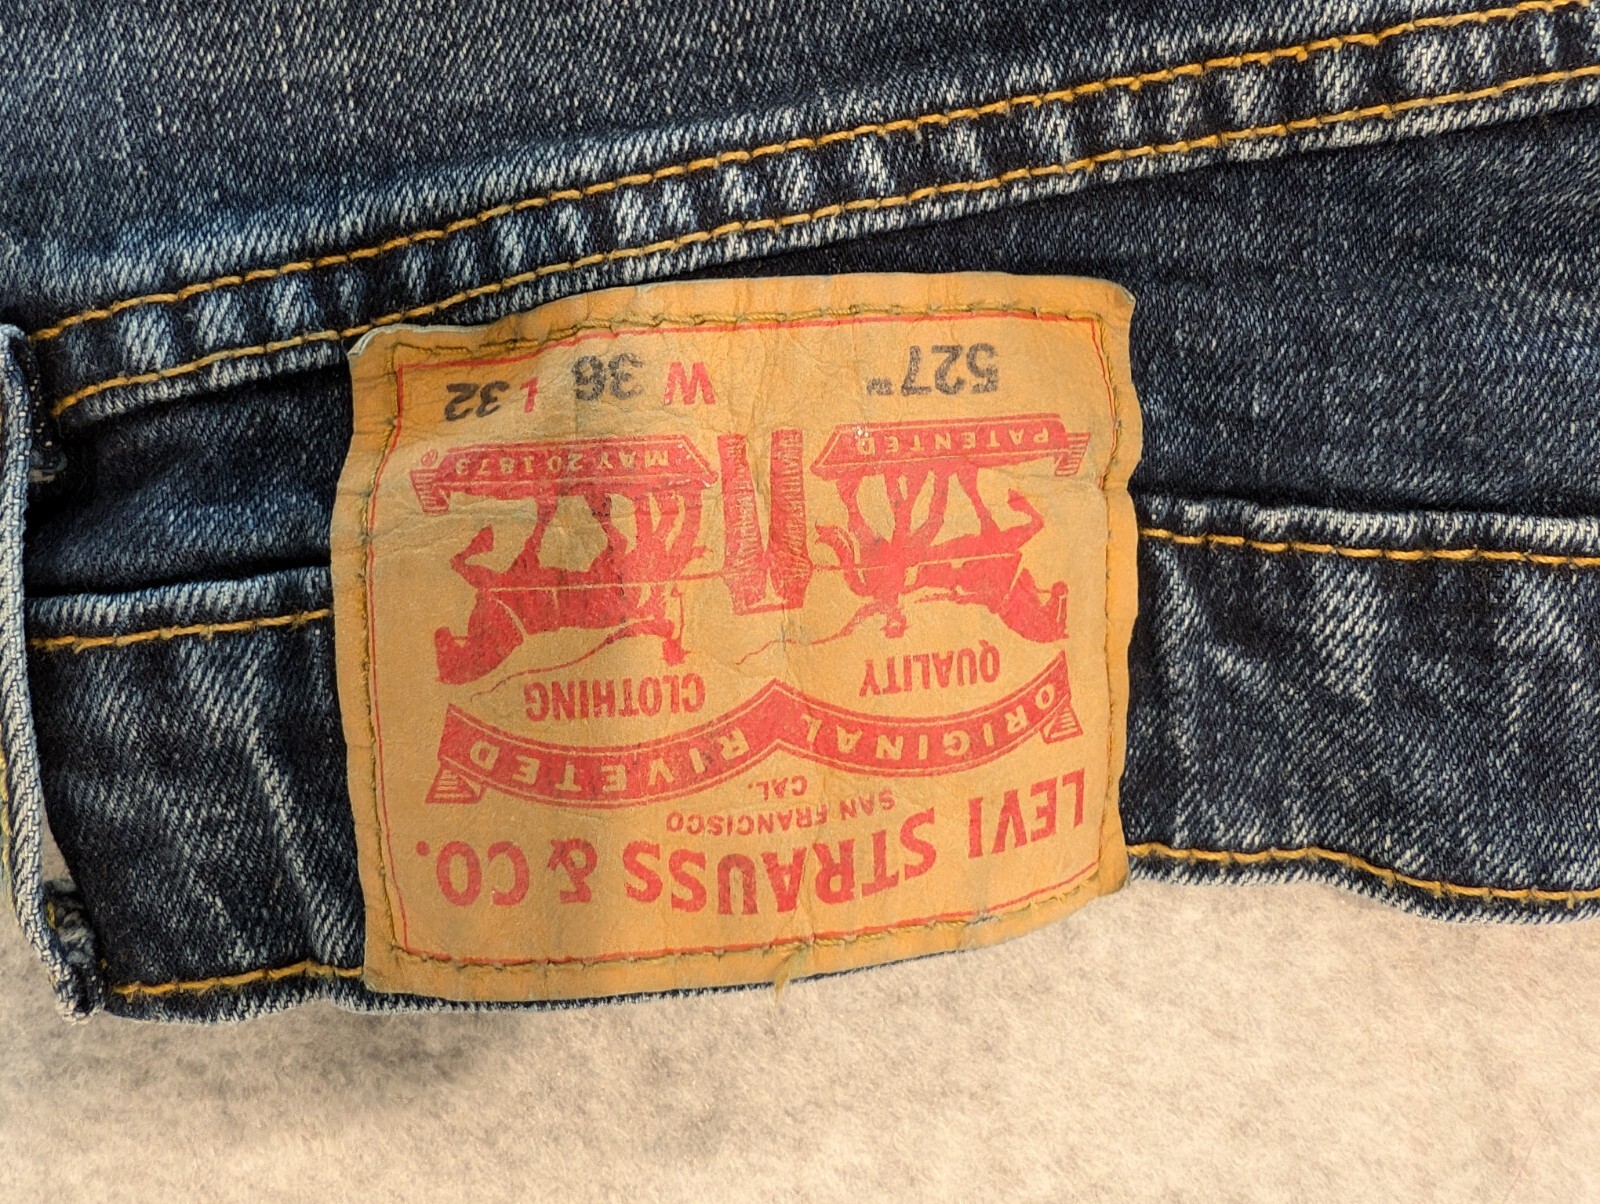 LEVI STRAUSS & CO.
SAN FRANCISCO
CAL.
ORIGINAL RIVETED
QUALITY CLOTHING
PATENTED MAY 20 1873 ®
527™ W 36 L 32